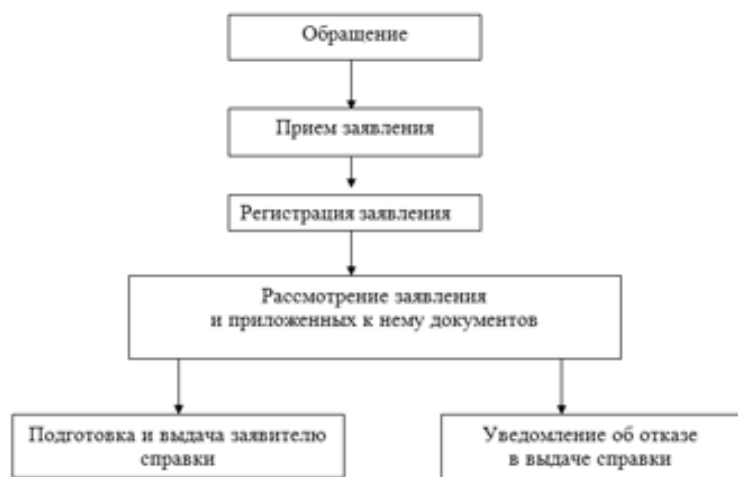 Обращение
Прием заявления
Регистрация заявления
Рассмотрение заявления
и приложенных к нему документов
Подготовка и выдача заявителю
справки
Уведомление об отказе
в выдаче справки